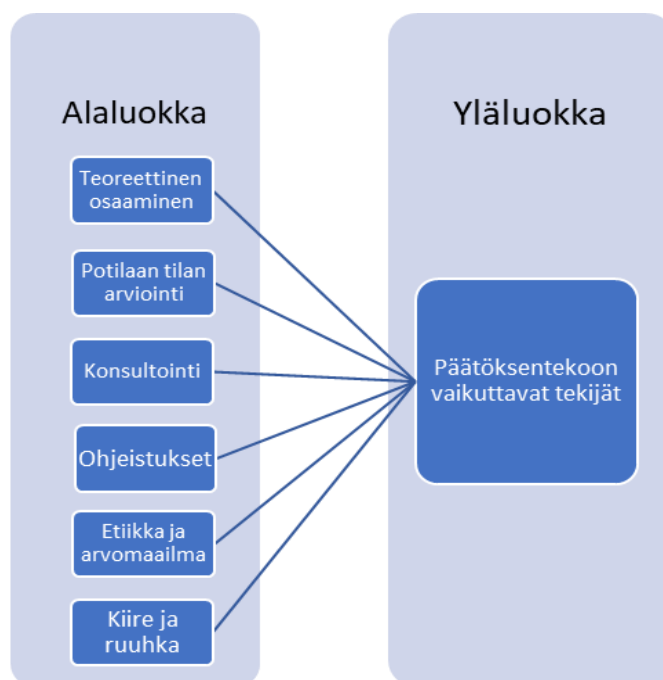 Alaluokka
Teoreettinen
osaaminen
Potilaan tilan
arviointi
Konsultointi
Ohjeistukset
Etiikka ja
arvomaailma
Kiire ja
ruuhka
Yläluokka
Päätöksentekoon
vaikuttavat tekijät